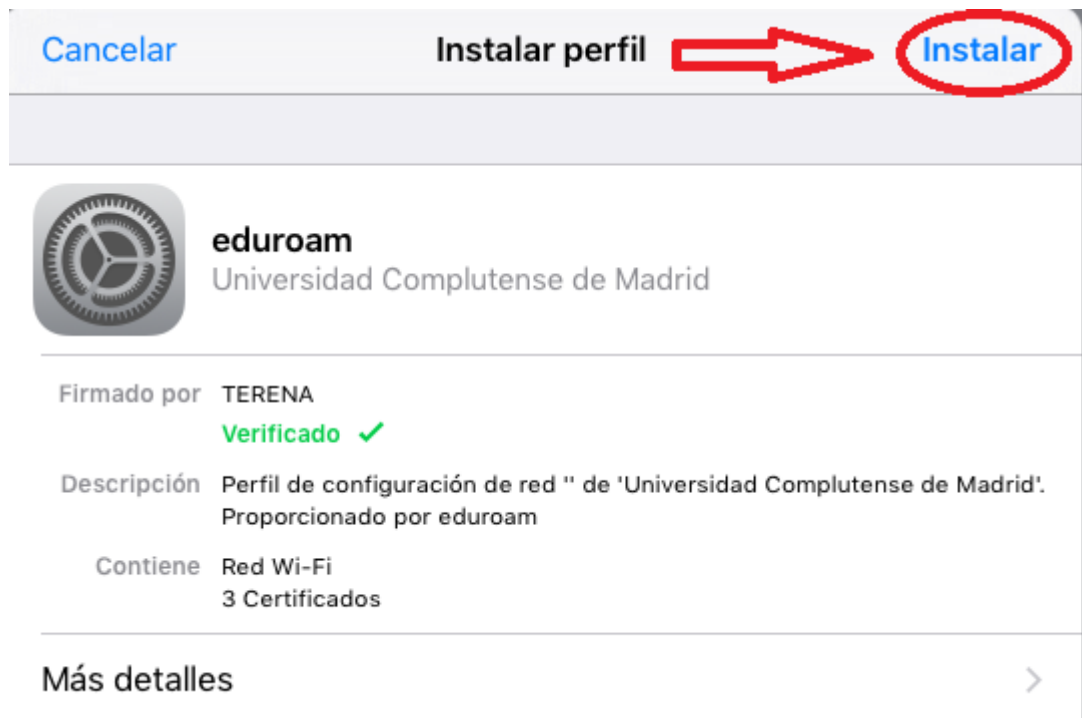 Cancelar Instalar perfil Instalar
eduroam
Universidad Complutense de Madrid
Firmado por TERENA
Verificado
Descripción Perfil de configuración de red '' de 'Universidad Complutense de Madrid'.
Proporcionado por eduroam
Contiene Red Wi-Fi
3 Certificados
Más detalles